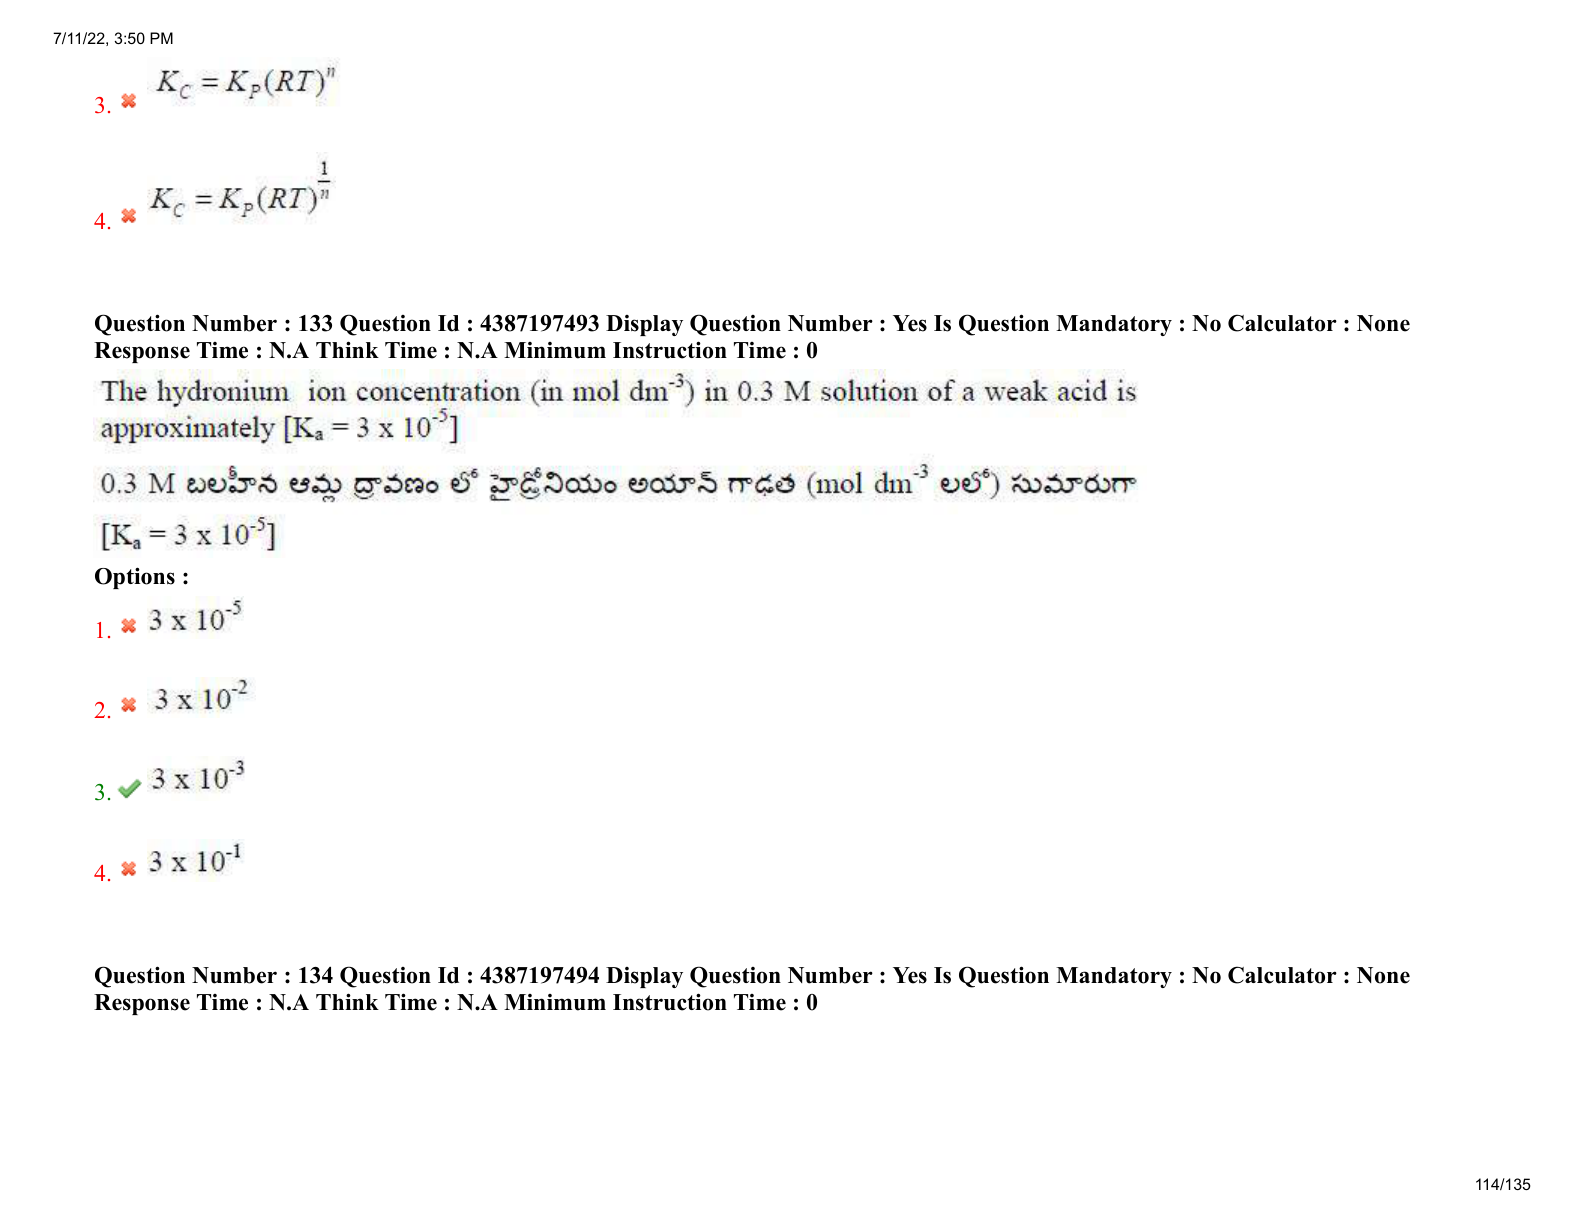 7/11/22, 3:50 PM
3. K_C = K_P(RT)^n
4. K_C = K_P(RT)^{1/n}
Question Number : 133 Question Id : 4387197493 Display Question Number : Yes Is Question Mandatory : No Calculator : None
Response Time : N.A Think Time : N.A Minimum Instruction Time : 0
The hydronium ion concentration (in mol dm⁻³) in 0.3 M solution of a weak acid is
approximately [Kₐ = 3 x 10⁻⁵]
0.3 M బలహీన ఆమ్ల ద్రావణం లో హైడ్రోనియం అయాన్ గాఢత (mol dm⁻³ లలో) సుమారుగా
[Kₐ = 3 x 10⁻⁵]
Options :
1. 3 x 10⁻⁵
2. 3 x 10⁻²
3. 3 x 10⁻³
4. 3 x 10⁻¹
Question Number : 134 Question Id : 4387197494 Display Question Number : Yes Is Question Mandatory : No Calculator : None
Response Time : N.A Think Time : N.A Minimum Instruction Time : 0
114/135